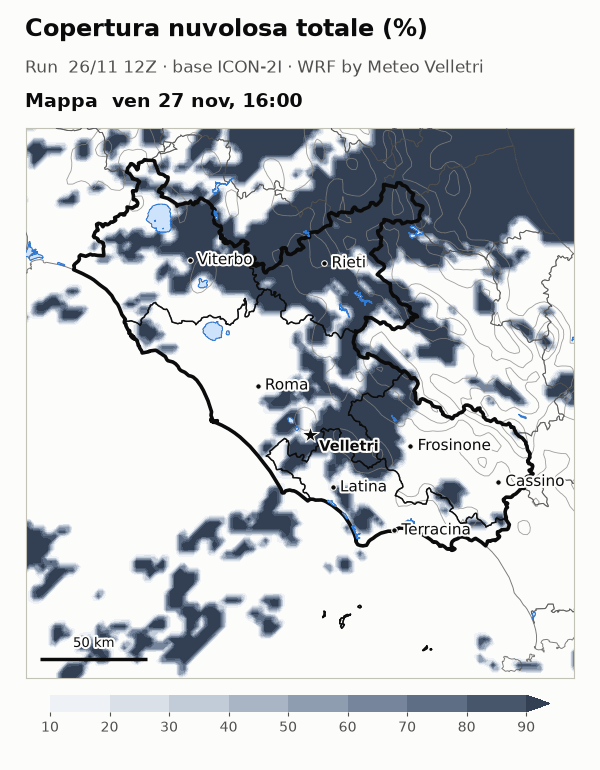 Copertura nuvolosa totale (%)
Run  26/11 12Z · base ICON-2I · WRF by Meteo Velletri
Mappa  ven 27 nov, 16:00
Viterbo
Rieti
Roma
Velletri
Frosinone
Cassino
Latina
Terracina
50 km
10 20 30 40 50 60 70 80 90